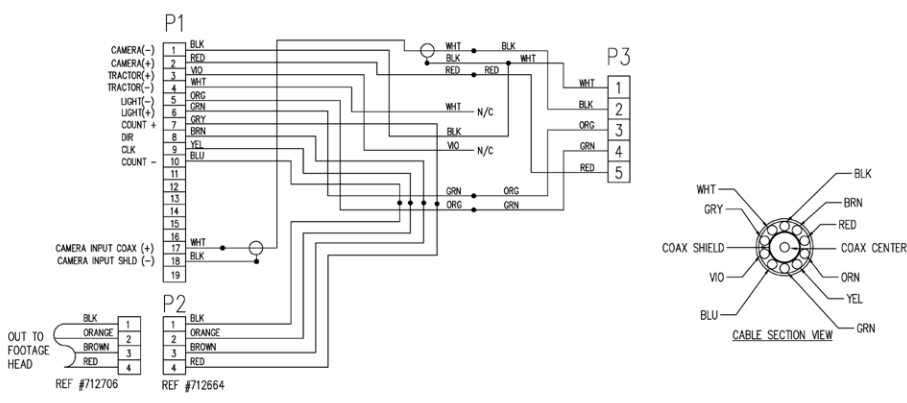 P1
CAMERA(-) 1 BLK
CAMERA(+) 2 RED
TRACTOR(+) 3 VIO
TRACTOR(-) 4 WHT
LIGHT(-) 5 ORG
LIGHT(+) 6 GRN
COUNT + 7 GRY
DIR 8 BRN
CLK 9 YEL
COUNT - 10 BLU
11
12
13
14
15
16
CAMERA INPUT COAX (+) 17 WHT
CAMERA INPUT SHLD (-) 18 BLK
19
WHT BLK
BLK WHT
RED RED
WHT N/C
BLK
VIO N/C
GRN ORG
ORG GRN
P3
WHT 1
BLK 2
ORG 3
GRN 4
RED 5
P2
1 BLK
2 ORANGE
3 BROWN
4 RED
REF #712664
OUT TO
FOOTAGE
HEAD
BLK 1
ORANGE 2
BROWN 3
RED 4
REF #712706
WHT
GRY
COAX SHIELD
VIO
BLU
BLK
BRN
RED
COAX CENTER
ORN
YEL
GRN
CABLE SECTION VIEW